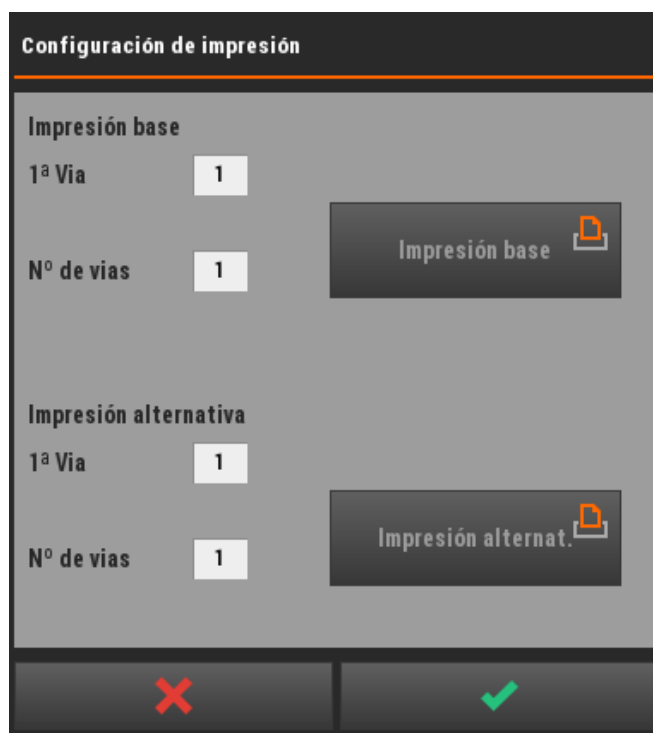 Configuración de impresión
Impresión base
1ª Via 1
Impresión base
Nº de vias 1
Impresión alternativa
1ª Via 1
Impresión alternat.
Nº de vias 1